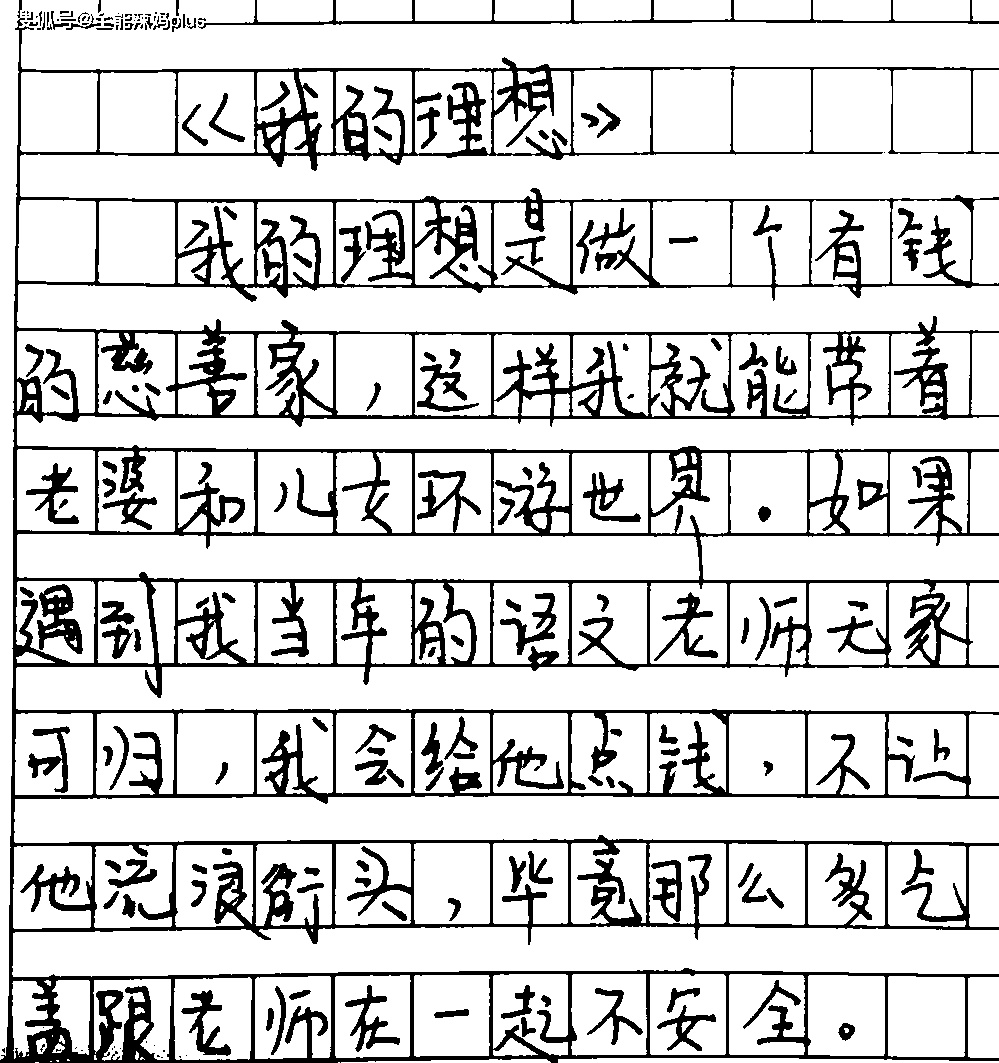 搜狐号@全能辣妈plus
《我的理想》
我的理想是做一个有钱
的慈善家，这样我就能带着
老婆和儿女环游世界．如果
遇到我当年的语文老师无家
可归，我会给他点钱，不让
他流浪街头，毕竟那么多乞
盖跟老师在一起不安全。